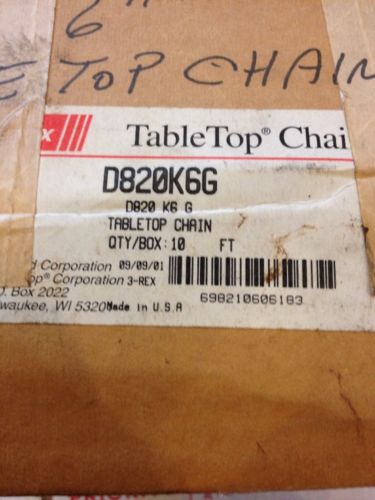 6"
E TOP CHAIN
x TableTop® Chai
D820K6G
D820 K6 G
TABLETOP CHAIN
QTY/BOX: 10 FT
d Corporation 09/09/01
op® Corporation 3-REX
. Box 2022
waukee, WI 5320 Made in U.S.A
698210606183